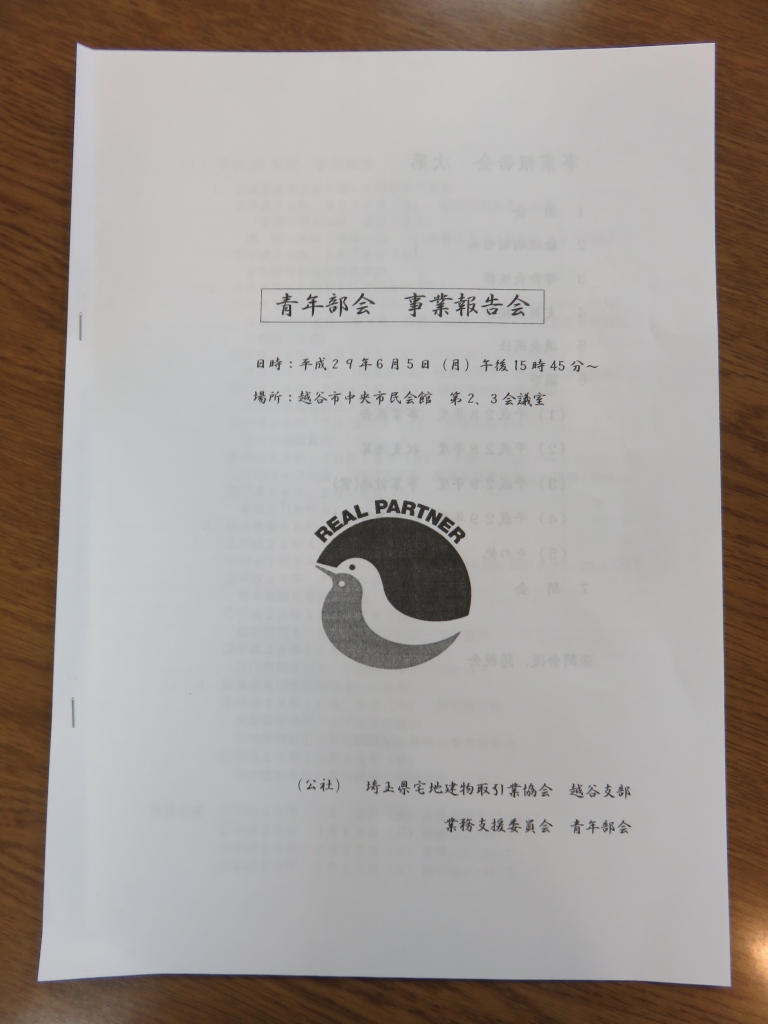 青年部会　事業報告会
日時：平成２９年６月５日（月）午後15時45分～
場所：越谷市中央市民会館　第２、３会議室
REAL PARTNER
（公社）　埼玉県宅地建物取引業協会　越谷支部
業務支援委員会　青年部会